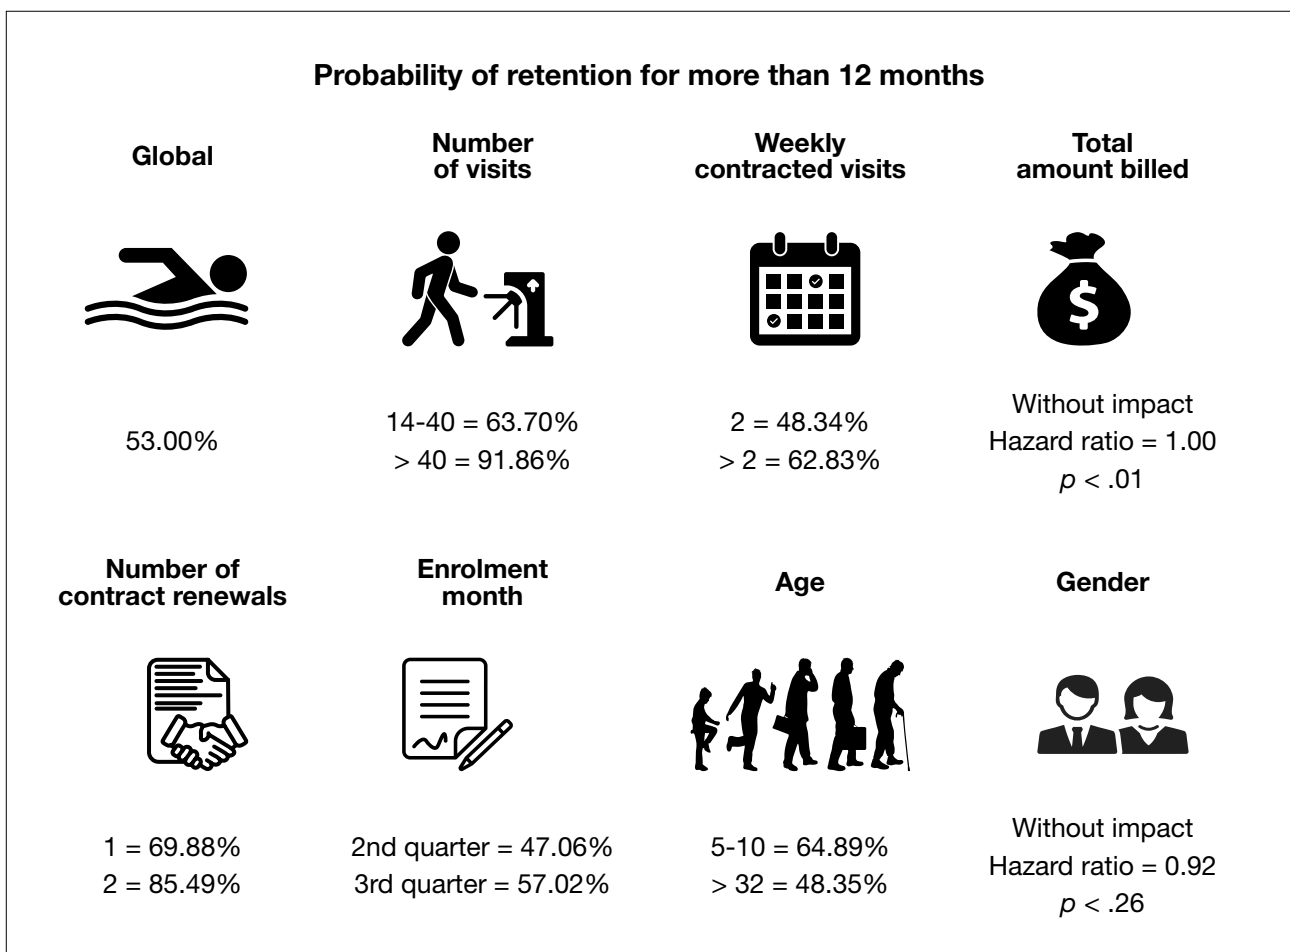 Probability of retention for more than 12 months
Global
Number
of visits
Weekly
contracted visits
Total
amount billed
$
53.00%
14-40 = 63.70%
> 40 = 91.86%
2 = 48.34%
> 2 = 62.83%
Without impact
Hazard ratio = 1.00
p < .01
Number of
contract renewals
Enrolment
month
Age
Gender
1 = 69.88%
2 = 85.49%
2nd quarter = 47.06%
3rd quarter = 57.02%
5-10 = 64.89%
> 32 = 48.35%
Without impact
Hazard ratio = 0.92
p < .26